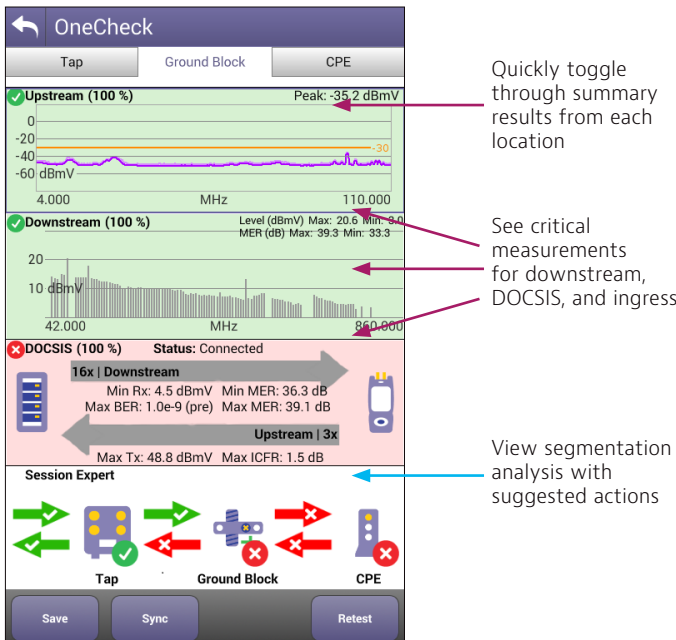 OneCheck
Tap Ground Block CPE
Upstream (100 %) Peak: -35.2 dBmV
0
-20
-30
-40
-60 dBmV
4.000 MHz 110.000
Downstream (100 %) Level (dBmV) Max: 20.6 Min: 3.0
MER (dB) Max: 39.3 Min: 33.3
20
10 dBmV
42.000 MHz 860.000
DOCSIS (100 %) Status: Connected
16x | Downstream
Min Rx: 4.5 dBmV Min MER: 36.3 dB
Max BER: 1.0e-9 (pre) Max MER: 39.1 dB
Upstream | 3x
Max Tx: 48.8 dBmV Max ICFR: 1.5 dB
Session Expert
Tap Ground Block CPE
Save Sync Retest
Quickly toggle
through summary
results from each
location
See critical
measurements
for downstream,
DOCSIS, and ingress
View segmentation
analysis with
suggested actions